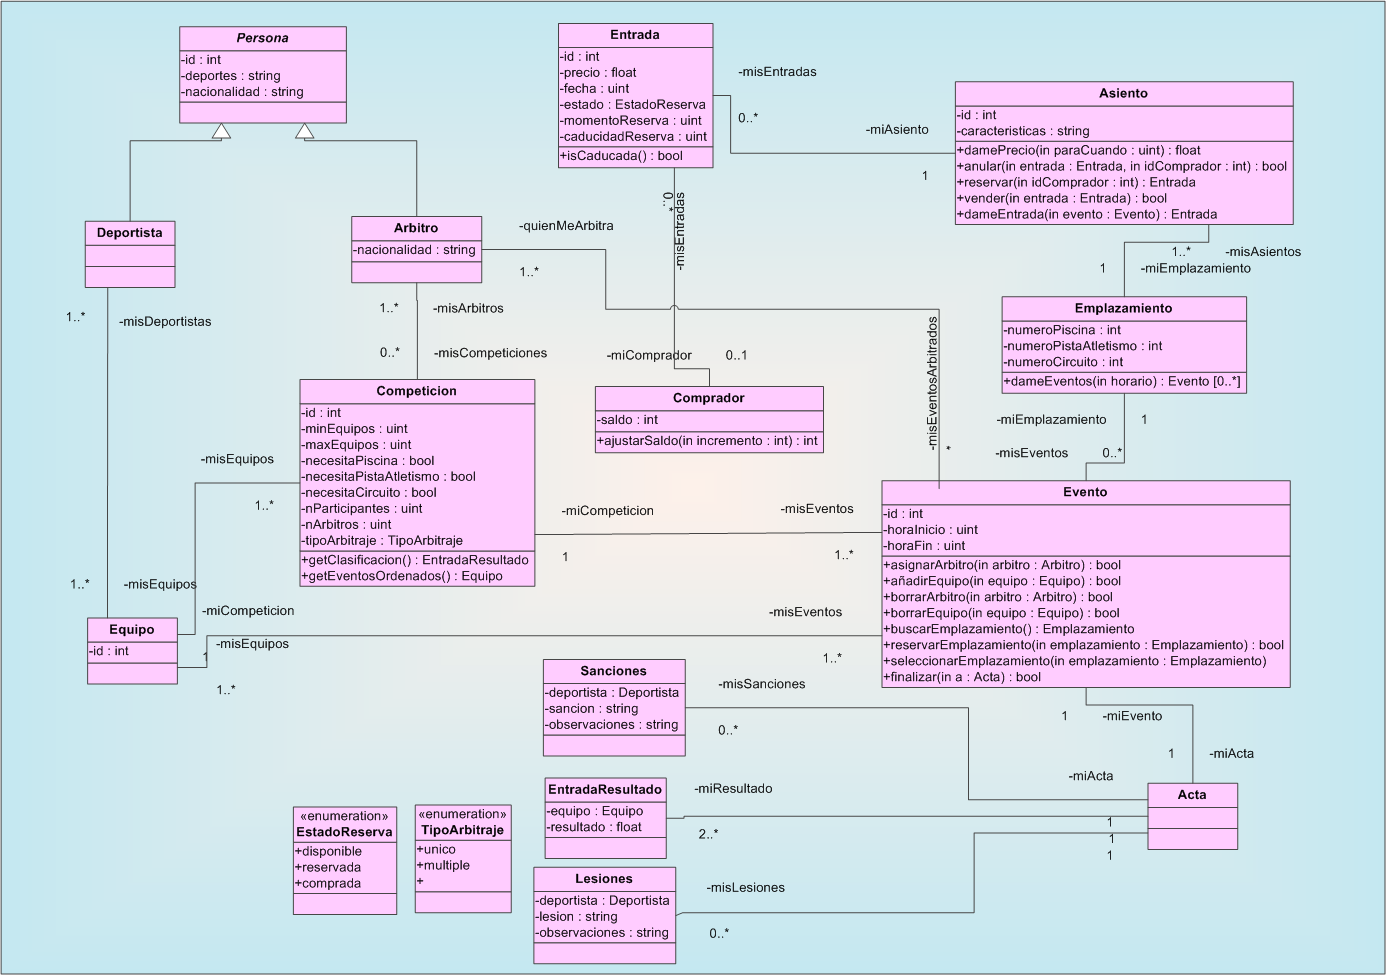 Persona
-id : int
-deportes : string
-nacionalidad : string
Entrada
-id : int
-precio : float
-fecha : uint
-estado : EstadoReserva
-momentoReserva : uint
-caducidadReserva : uint
+isCaducada() : bool
-misEntradas
0..*
-miAsiento
1
Asiento
-id : int
-caracteristicas : string
+damePrecio(in paraCuando : uint) : float
+anular(in entrada : Entrada, in idComprador : int) : bool
+reservar(in idComprador : int) : Entrada
+vender(in entrada : Entrada) : bool
+dameEntrada(in evento : Evento) : Entrada
Deportista
Arbitro
-nacionalidad : string
-quienMeArbitra
1..*
0..*
-misEntradas
1..*
-misAsientos
1
-miEmplazamiento
Emplazamiento
-numeroPiscina : int
-numeroPistaAtletismo : int
-numeroCircuito : int
+dameEventos(in horario) : Evento [0..*]
1..*
-misDeportistas
1..*
-misArbitros
0..*
-misCompeticiones
-miComprador
0..1
Comprador
-saldo : int
+ajustarSaldo(in incremento : int) : int
-misEventosArbitrados
*
-miEmplazamiento
1
-misEventos
0..*
Competicion
-id : int
-minEquipos : uint
-maxEquipos : uint
-necesitaPiscina : bool
-necesitaPistaAtletismo : bool
-necesitaCircuito : bool
-nParticipantes : uint
-nArbitros : uint
-tipoArbitraje : TipoArbitraje
+getClasificacion() : EntradaResultado
+getEventosOrdenados() : Equipo
-misEquipos
1..*
-miCompeticion
1
-misEventos
1..*
Evento
-id : int
-horaInicio : uint
-horaFin : uint
+asignarArbitro(in arbitro : Arbitro) : bool
+añadirEquipo(in equipo : Equipo) : bool
+borrarArbitro(in arbitro : Arbitro) : bool
+borrarEquipo(in equipo : Equipo) : bool
+buscarEmplazamiento() : Emplazamiento
+reservarEmplazamiento(in emplazamiento : Emplazamiento) : bool
+seleccionarEmplazamiento(in emplazamiento : Emplazamiento)
+finalizar(in a : Acta) : bool
1..*
-misEquipos
-miCompeticion
1
Equipo
-id : int
-misEquipos
1..*
-misEventos
1..*
Sanciones
-deportista : Deportista
-sancion : string
-observaciones : string
-misSanciones
0..*
1
-miEvento
1
-miActa
-miActa
Acta
EntradaResultado
-equipo : Equipo
-resultado : float
-miResultado
2..*
1
1
1
«enumeration»
EstadoReserva
+disponible
+reservada
+comprada
«enumeration»
TipoArbitraje
+unico
+multiple
+
Lesiones
-deportista : Deportista
-lesion : string
-observaciones : string
-misLesiones
0..*